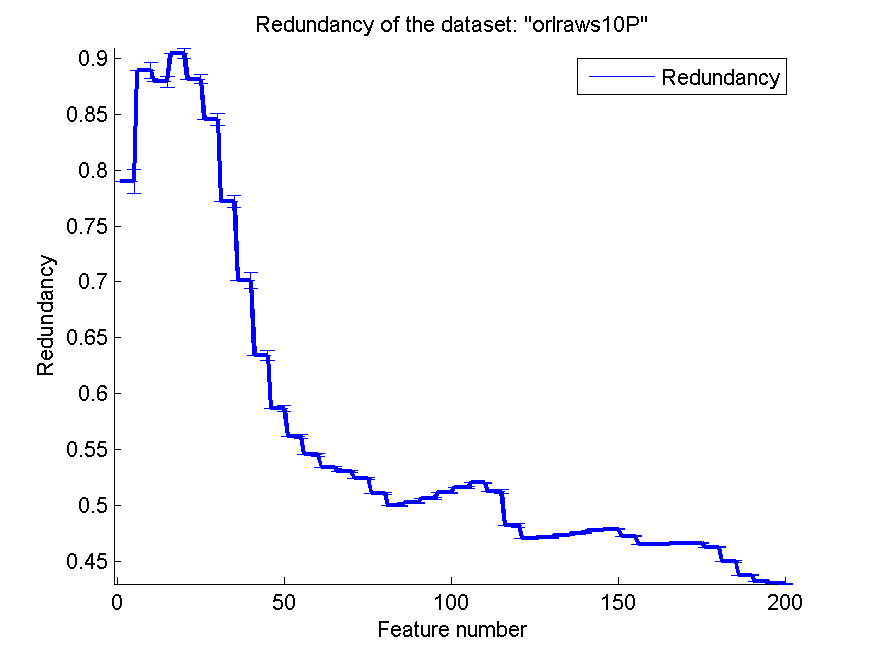 Redundancy of the dataset: "orlraws10P"
Redundancy
0.9
0.85
0.8
0.75
0.7
0.65
0.6
0.55
0.5
0.45
Redundancy
0 50 100 150 200
Feature number